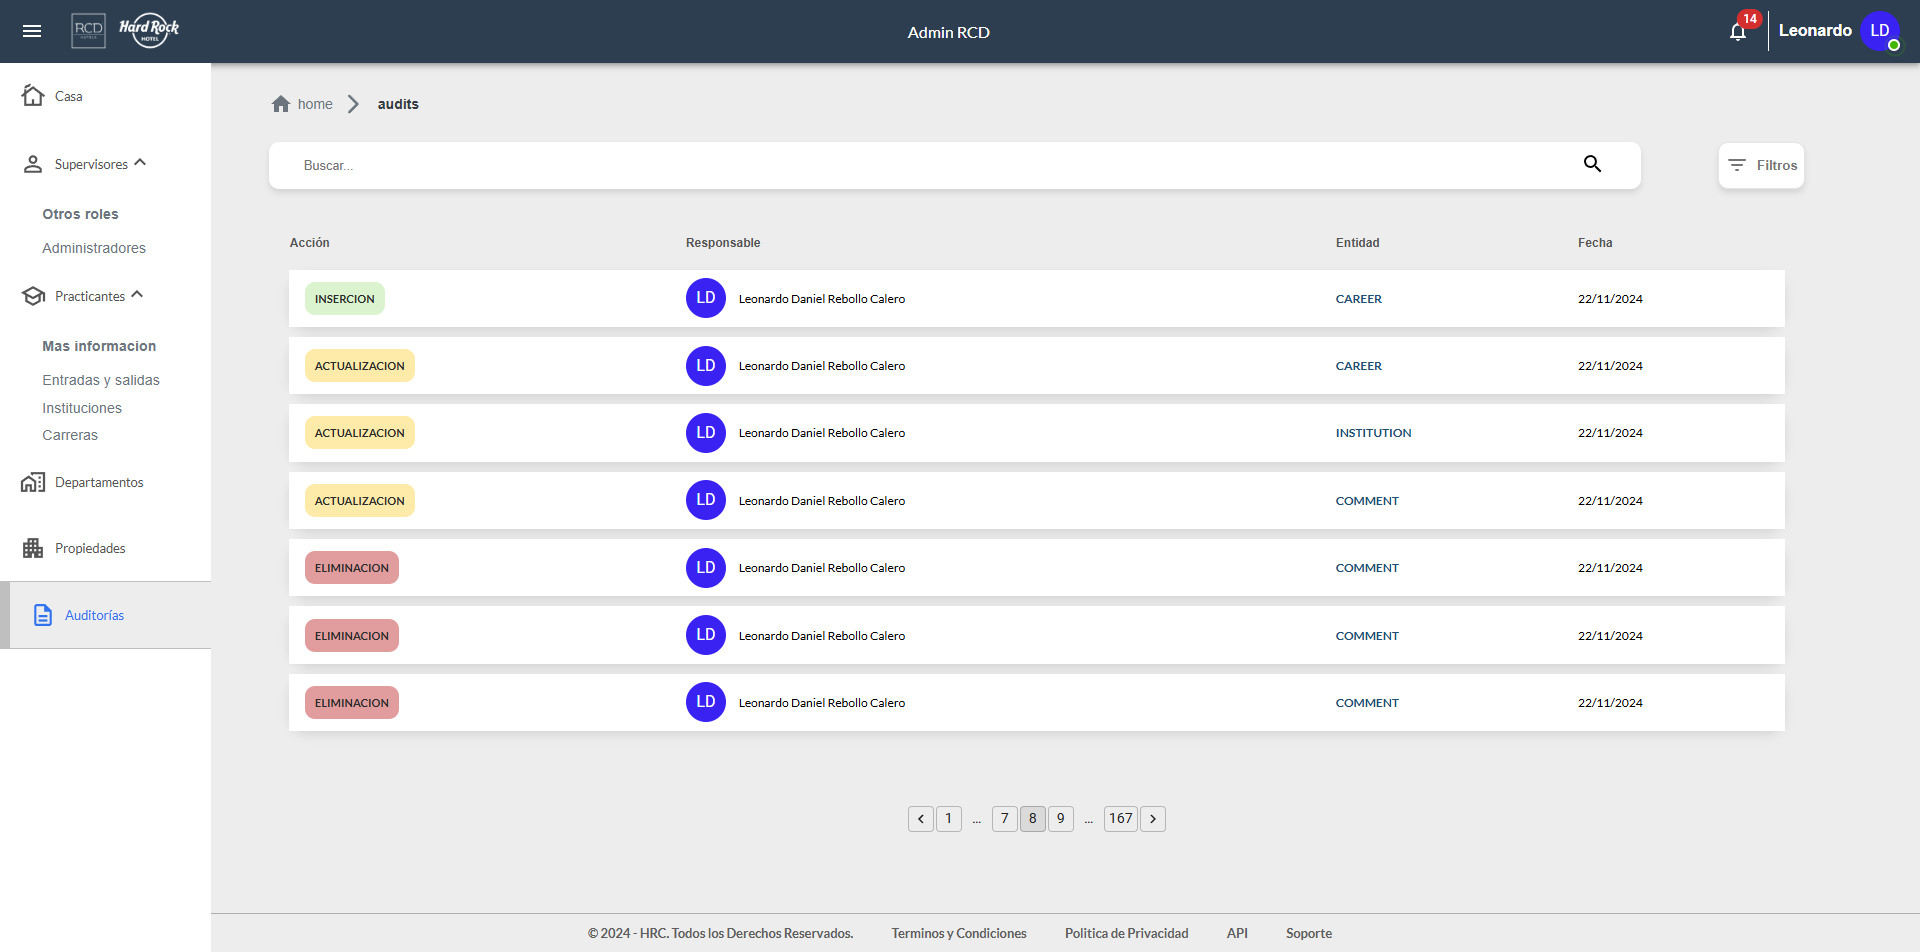 RCD
HOTELS
Hard Rock
HOTEL
Admin RCD
14
Leonardo
LD
Casa
Supervisores
Otros roles
Administradores
Practicantes
Mas informacion
Entradas y salidas
Instituciones
Carreras
Departamentos
Propiedades
Auditorías
home audits
Buscar...
Filtros
Acción Responsable Entidad Fecha
INSERCION LD Leonardo Daniel Rebollo Calero CAREER 22/11/2024
ACTUALIZACION LD Leonardo Daniel Rebollo Calero CAREER 22/11/2024
ACTUALIZACION LD Leonardo Daniel Rebollo Calero INSTITUTION 22/11/2024
ACTUALIZACION LD Leonardo Daniel Rebollo Calero COMMENT 22/11/2024
ELIMINACION LD Leonardo Daniel Rebollo Calero COMMENT 22/11/2024
ELIMINACION LD Leonardo Daniel Rebollo Calero COMMENT 22/11/2024
ELIMINACION LD Leonardo Daniel Rebollo Calero COMMENT 22/11/2024
1 ... 7 8 9 ... 167
© 2024 - HRC. Todos los Derechos Reservados. Terminos y Condiciones Politica de Privacidad API Soporte